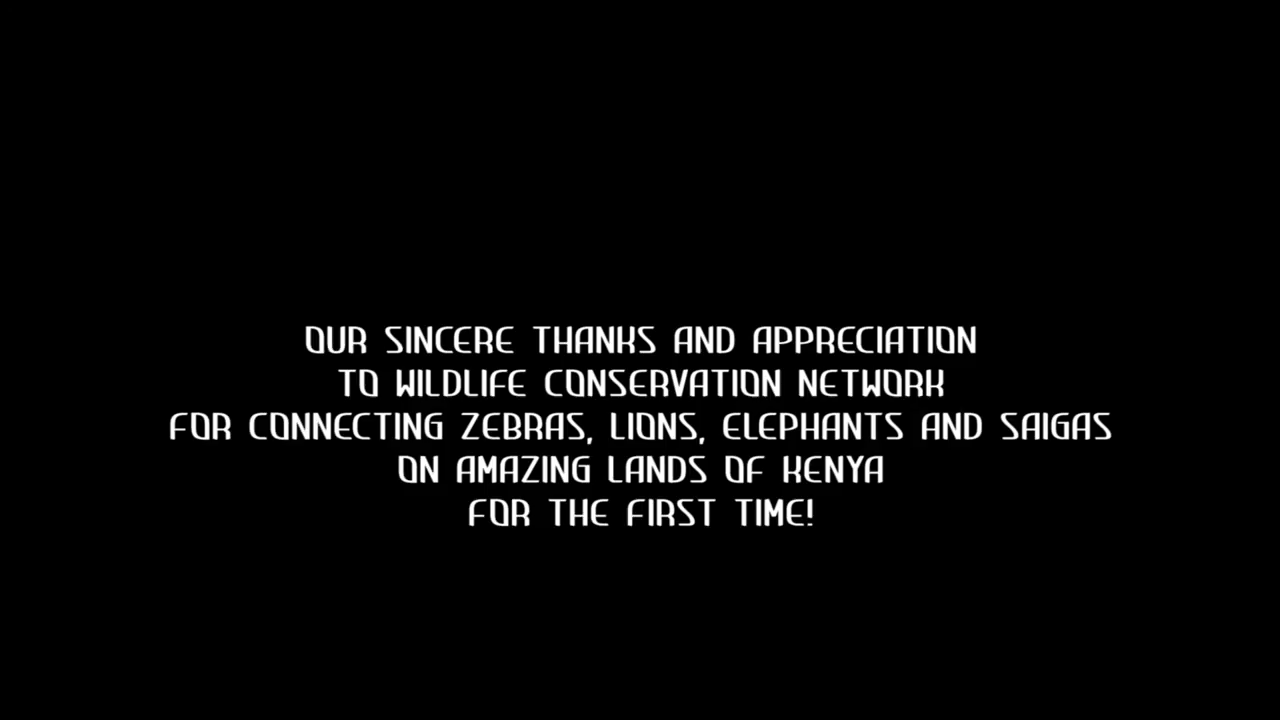 OUR SINCERE THANKS AND APPRECIATION
TO WILDLIFE CONSERVATION NETWORK
FOR CONNECTING ZEBRAS, LIONS, ELEPHANTS AND SAIGAS
ON AMAZING LANDS OF KENYA
FOR THE FIRST TIME!